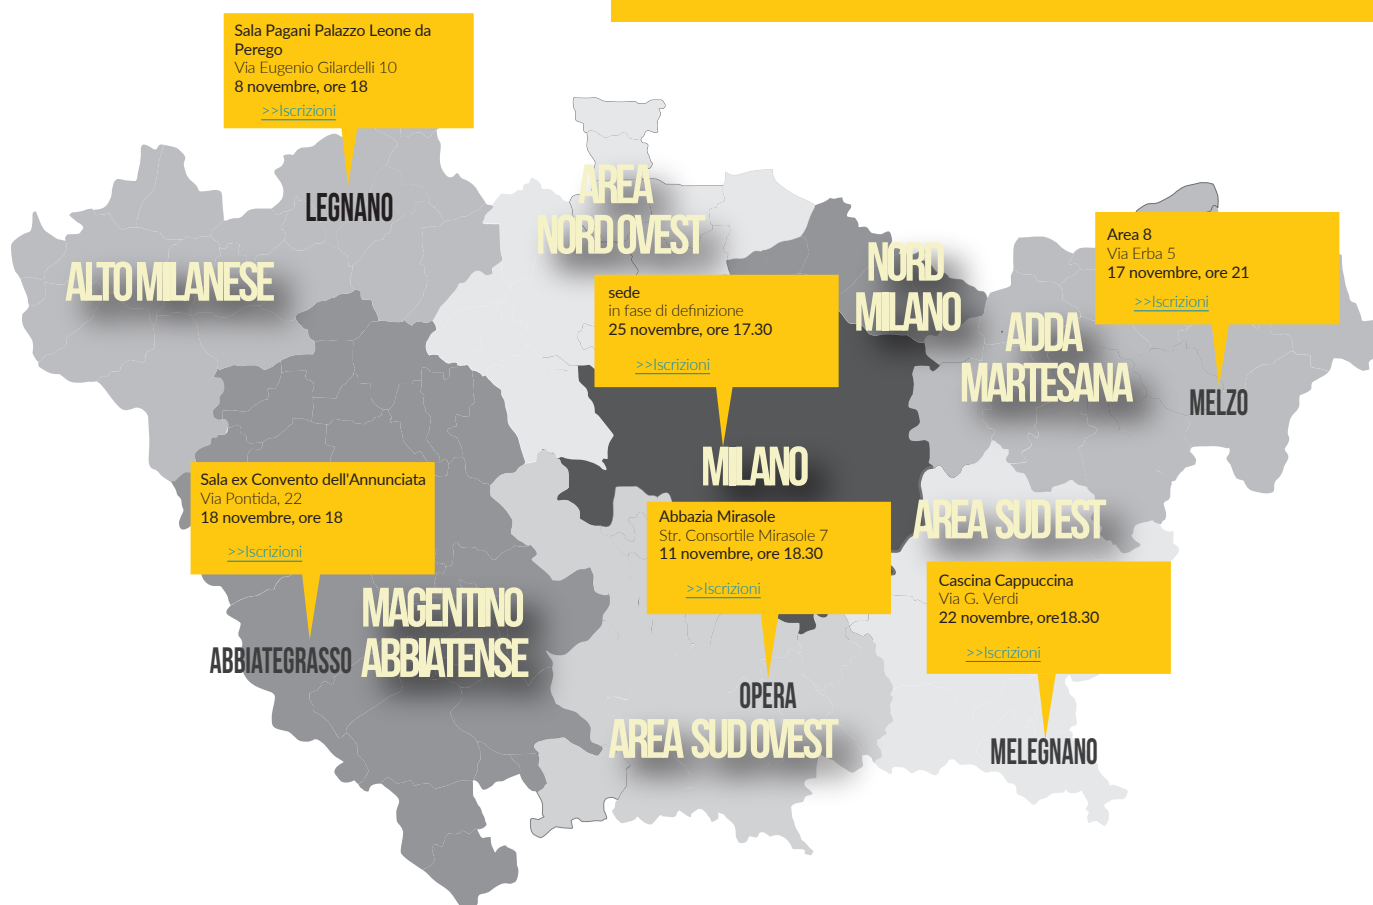 Sala Pagani Palazzo Leone da
Perego
Via Eugenio Gilardelli 10
8 novembre, ore 18
>>Iscrizioni
LEGNANO
ALTO MILANESE
AREA
NORD OVEST
NORD
MILANO
Area 8
Via Erba 5
17 novembre, ore 21
>>Iscrizioni
ADDA
MARTESANA
MELZO
sede
in fase di definizione
25 novembre, ore 17.30
>>Iscrizioni
MILANO
Sala ex Convento dell'Annunciata
Via Pontida, 22
18 novembre, ore 18
>>Iscrizioni
ABBIATEGRASSO
MAGENTINO
ABBIATENSE
Abbazia Mirasole
Str. Consortile Mirasole 7
11 novembre, ore 18.30
>>Iscrizioni
OPERA
AREA SUD OVEST
AREA SUD EST
Cascina Cappuccina
Via G. Verdi
22 novembre, ore18.30
>>Iscrizioni
MELEGNANO